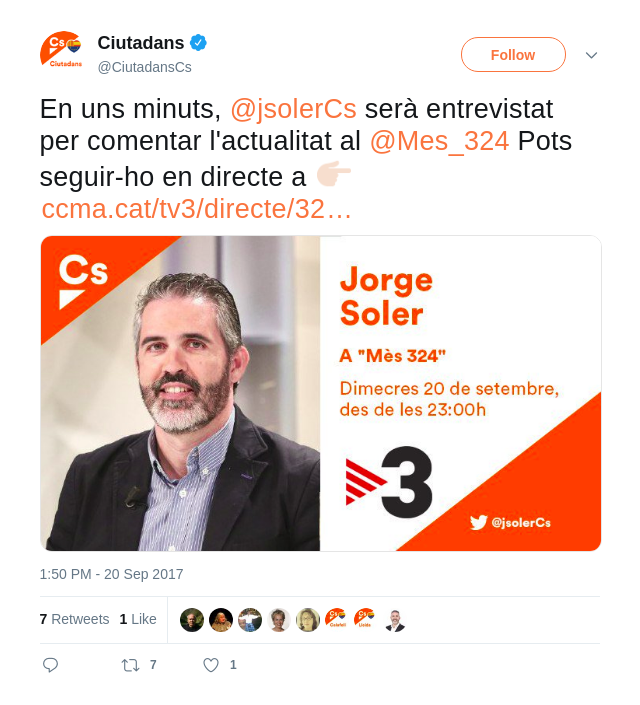 Cs
Ciutadans
Ciutadans
@CiutadansCs
Follow
En uns minuts, @jsolerCs serà entrevistat
per comentar l'actualitat al @Mes_324 Pots
seguir-ho en directe a
ccma.cat/tv3/directe/32…
Cs
Jorge
Soler
A "Mès 324"
Dimecres 20 de setembre,
des de les 23:00h
3
@jsolerCs
1:50 PM - 20 Sep 2017
7 Retweets 1 Like
7
1